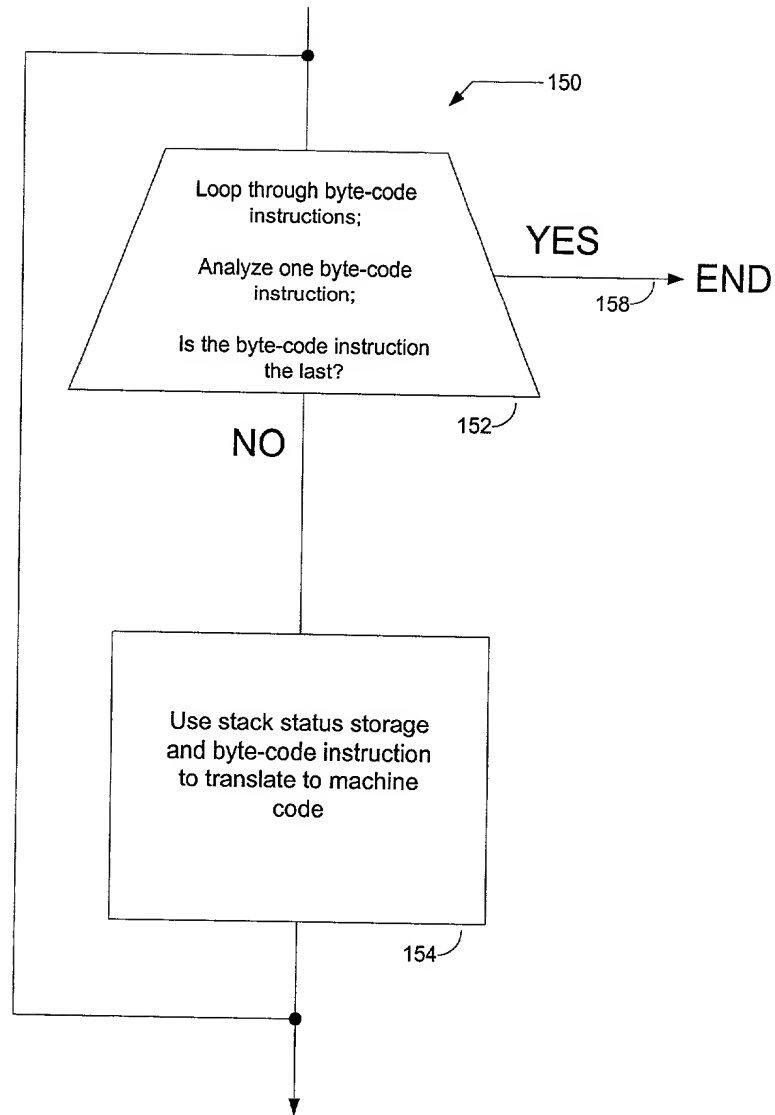 150
Loop through byte-code
instructions;
Analyze one byte-code
instruction;
Is the byte-code instruction
the last?
YES
END
158
152
NO
Use stack status storage
and byte-code instruction
to translate to machine
code
154